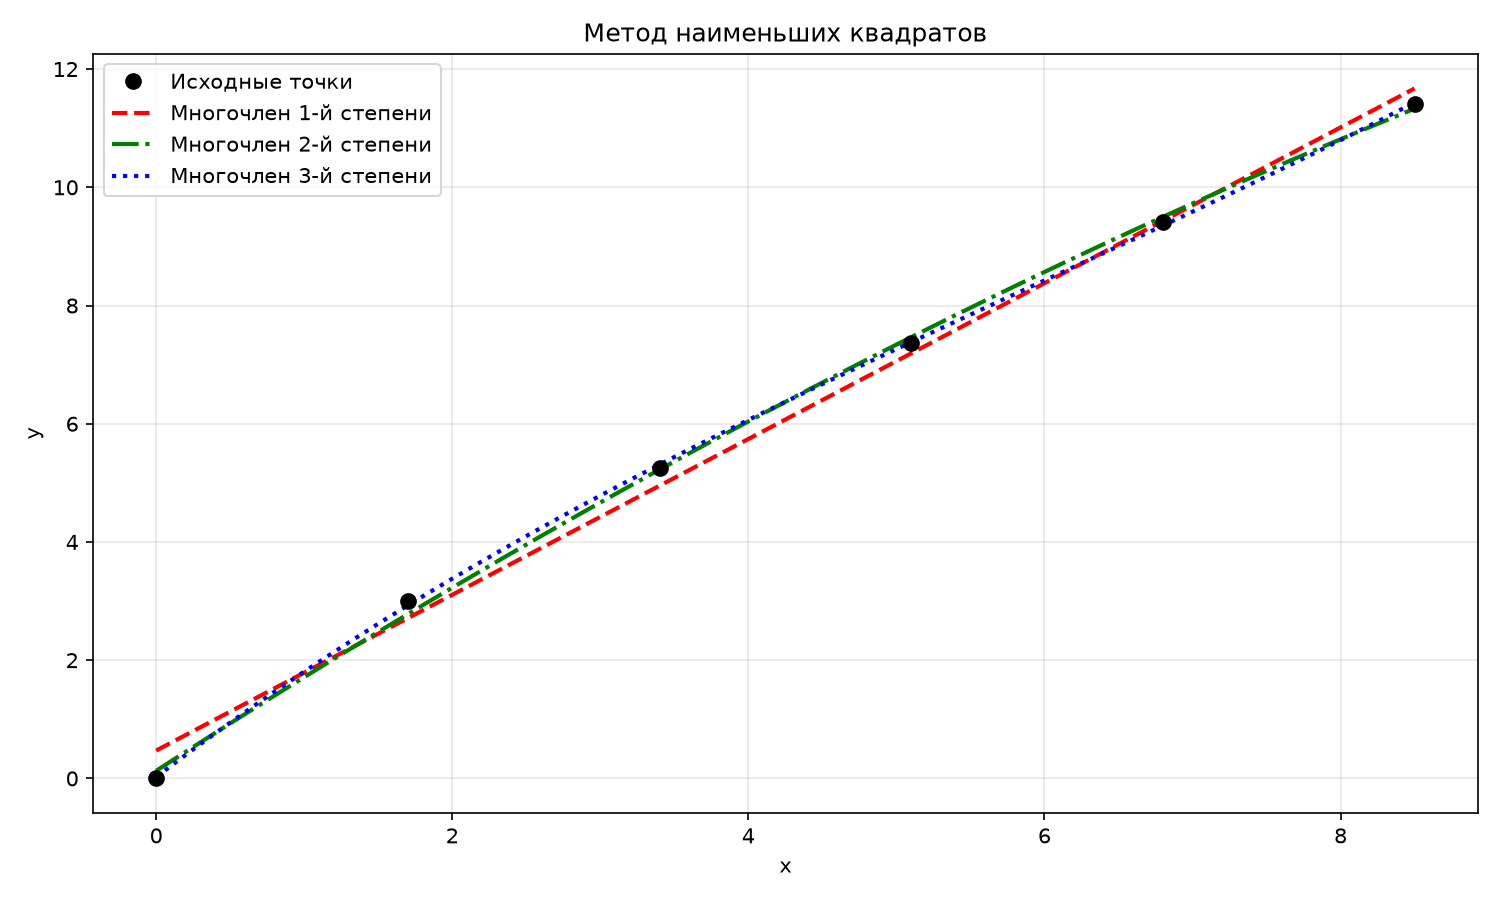 Метод наименьших квадратов
Исходные точки
Многочлен 1-й степени
Многочлен 2-й степени
Многочлен 3-й степени
12
10
8
6
4
2
0
y
0 2 4 6 8
x